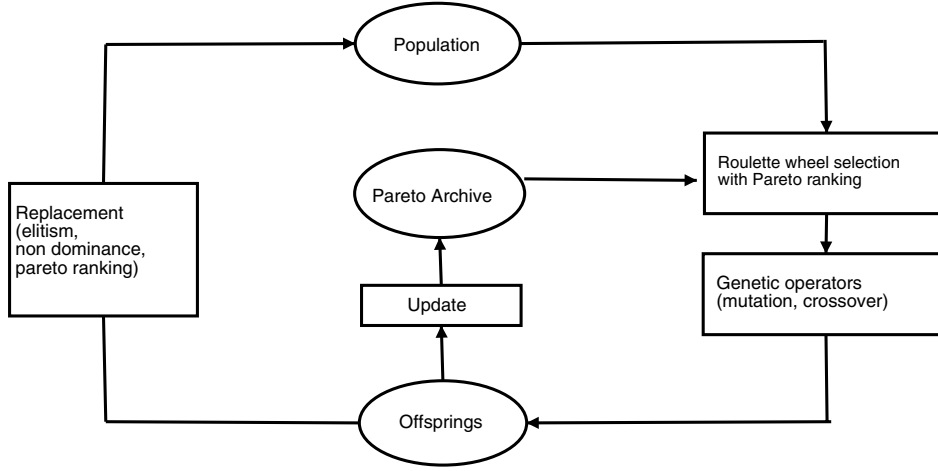 Population
Roulette wheel selection
with Pareto ranking
Pareto Archive
Replacement
(elitism,
non dominance,
pareto ranking)
Genetic operators
(mutation, crossover)
Update
Offsprings